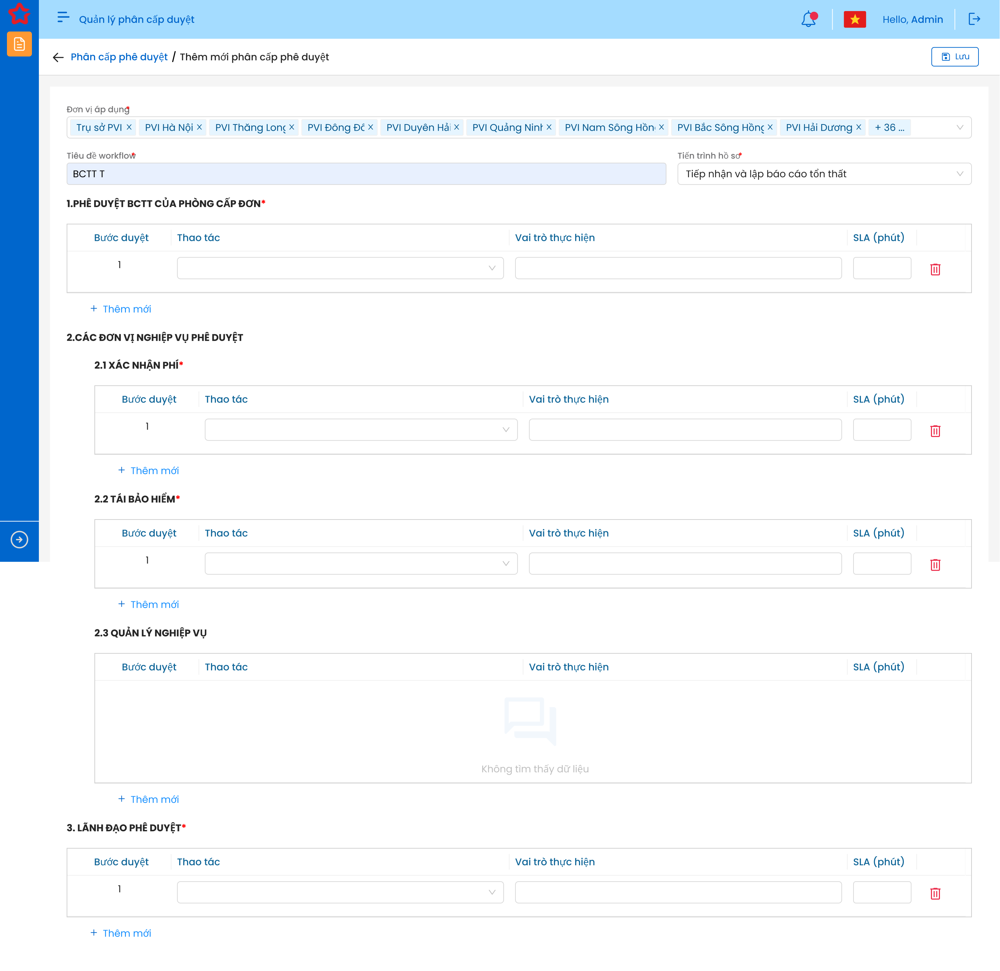 Quản lý phân cấp duyệt
Hello, Admin
Phân cấp phê duyệt / Thêm mới phân cấp phê duyệt
Lưu
Đơn vị áp dụng*
Trụ sở PVI PVI Hà Nội PVI Thăng Long PVI Đông Đô PVI Duyên Hải PVI Quảng Ninh PVI Nam Sông Hồng PVI Bắc Sông Hồng PVI Hải Dương + 36 ...
Tiêu đề workflow* Tiến trình hồ sơ*
BCTT T Tiếp nhận và lập báo cáo tổn thất
1.PHÊ DUYỆT BCTT CỦA PHÒNG CẤP ĐƠN*
Bước duyệt Thao tác Vai trò thực hiện SLA (phút)
1
+ Thêm mới
2.CÁC ĐƠN VỊ NGHIỆP VỤ PHÊ DUYỆT
2.1 XÁC NHẬN PHÍ*
Bước duyệt Thao tác Vai trò thực hiện SLA (phút)
1
+ Thêm mới
2.2 TÁI BẢO HIỂM*
Bước duyệt Thao tác Vai trò thực hiện SLA (phút)
1
+ Thêm mới
2.3 QUẢN LÝ NGHIỆP VỤ
Bước duyệt Thao tác Vai trò thực hiện SLA (phút)
Không tìm thấy dữ liệu
+ Thêm mới
3. LÃNH ĐẠO PHÊ DUYỆT*
Bước duyệt Thao tác Vai trò thực hiện SLA (phút)
1
+ Thêm mới